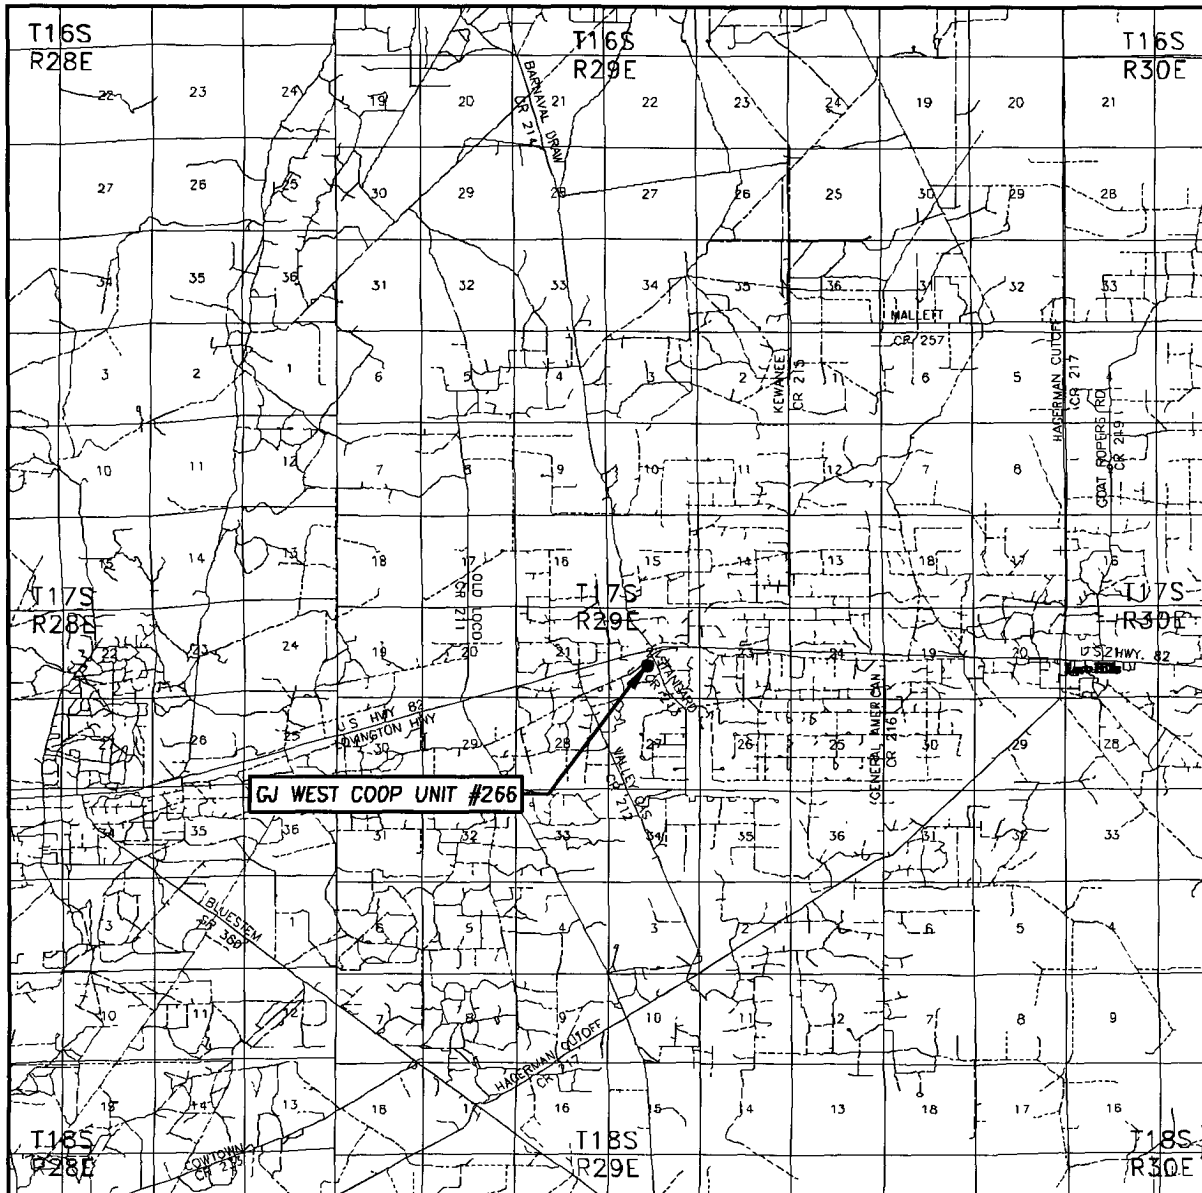 T16S T16S T16S
R28E R29E R30E
22 23 24 19 20 21 22 23 24 19 20 21
BARNAVAL DRAW
CR 214
27 26 25 30 29 28 27 26 25 30 29 28
34 35 36 31 32 33 34 35 36 31 32 33
MALLETT
CR 257
HAGERMAN CUTOFF
CR 217
KEWANEE
CR 215
3 2 1 6 5 4 3 2 1 6 5 4
GOAT ROPERS RD
CR 219
10 11 12 7 8 9 10 11 12 7 8 9
15 14 13 18 17 16 15 14 13 18 17 16
OLD LOCO
CR 211
T17S T17S T17S
R28E R29E R30E
23 24 19 20 21 23 24 19 20
U S HWY. 82
CR 213
GENERAL AMERICAN
CR 216
U S HWY 82
LOVINGTON HWY
27 26 25 30 29 28 27 26 25 30 29 28
VALLEY GAS
CR 212
GJ WEST COOP UNIT #266
34 35 36 31 32 33 34 35 36 31 32 33
BLUESTEM
SR 360
3 1 6 5 4 3 2 6 5 4
10 11 12 7 8 9 10 11 12 7 8 9
HAGERMAN CUTOFF
CR 217
14 13 18 17 16 15 14 13 18 17 16
T18S T18S T18S
R28E R29E R30E
COWTOWN